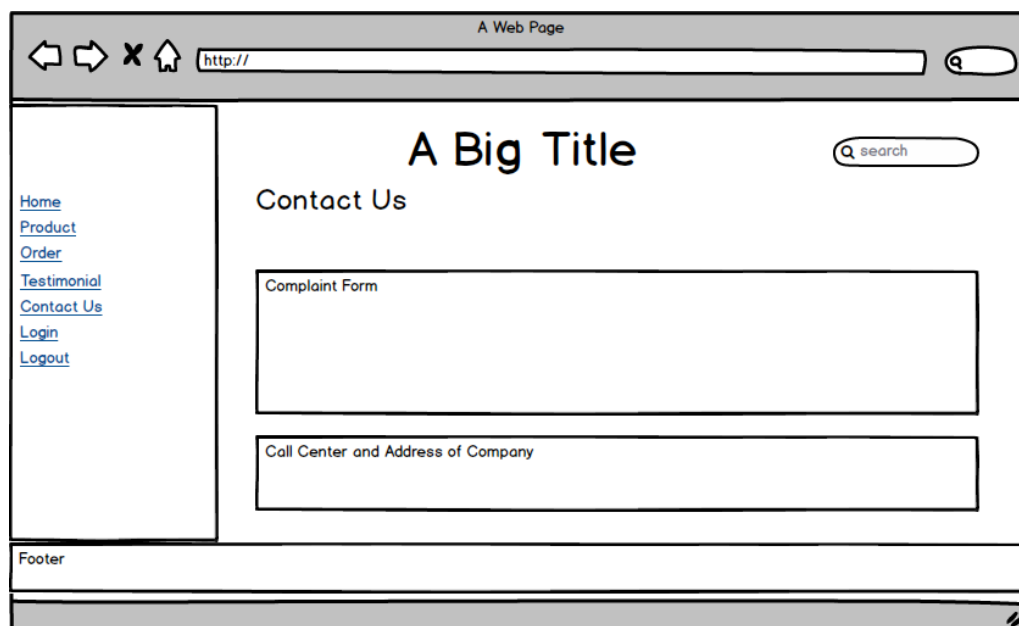 A Web Page
http://
A Big Title
search
Contact Us
Home
Product
Order
Testimonial
Contact Us
Login
Logout
Complaint Form
Call Center and Address of Company
Footer